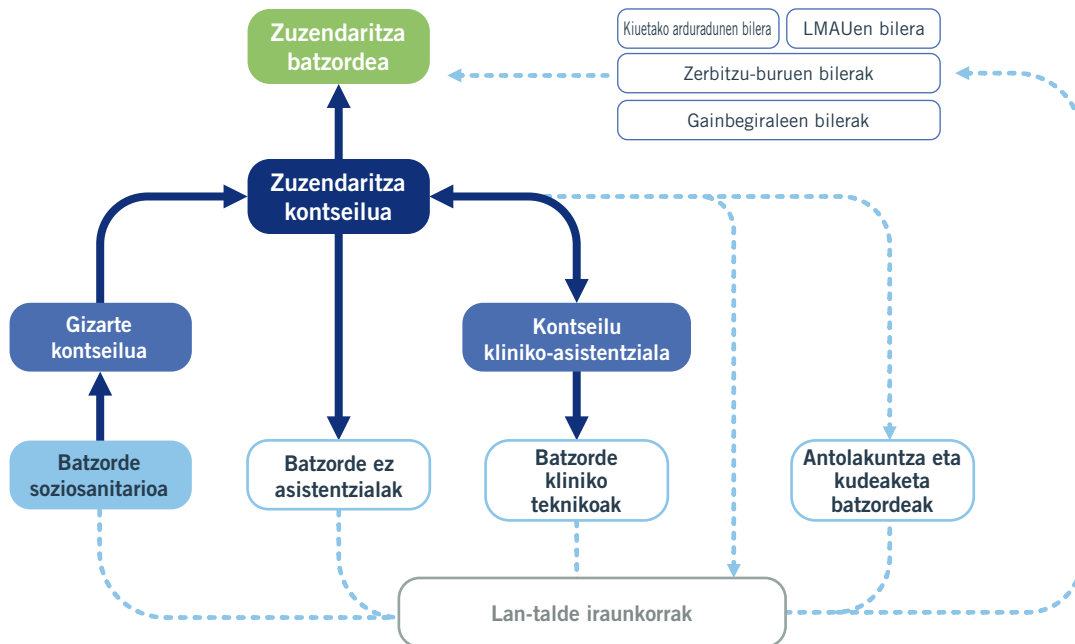 Zuzendaritza
batzordea
Kiuetako arduradunen bilera
LMAUen bilera
Zerbitzu-buruen bilerak
Gainbegiraleen bilerak
Zuzendaritza
kontseilua
Gizarte
kontseilua
Kontseilu
kliniko-asistentziala
Batzorde
soziosanitarioa
Batzorde ez
asistentzialak
Batzorde
kliniko
teknikoak
Antolakuntza eta
kudeaketa
batzordeak
Lan-talde iraunkorrak